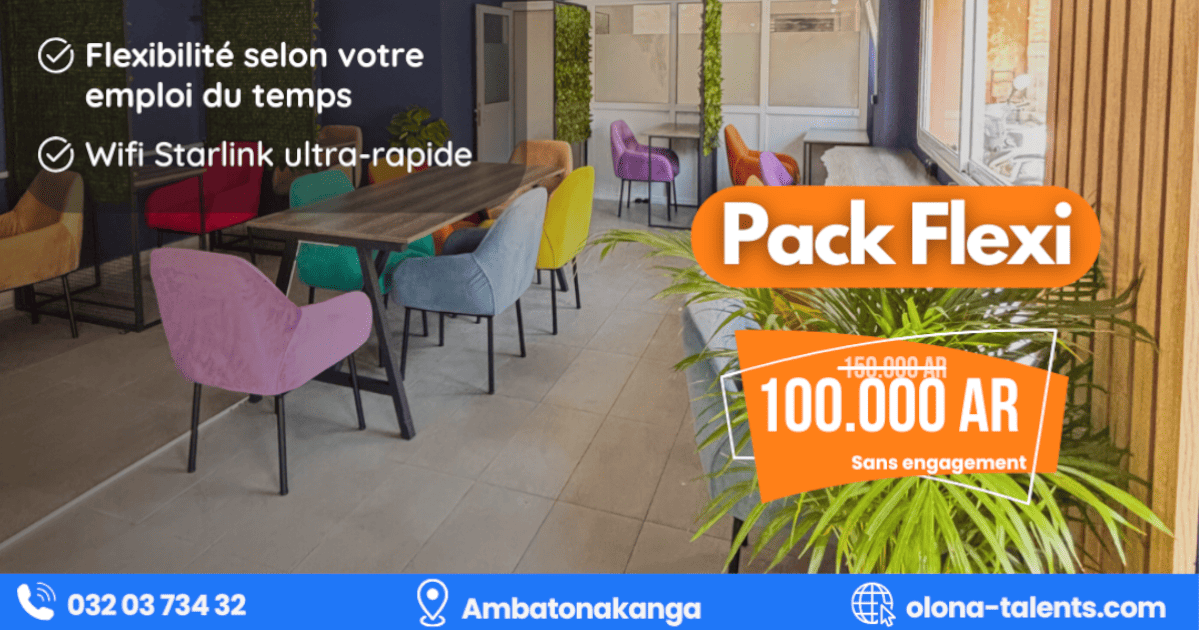 Flexibilité selon votre
emploi du temps
Wifi Starlink ultra-rapide
Pack Flexi
150.000 AR
100.000 AR
Sans engagement
032 03 734 32
Ambatonakanga
olona-talents.com